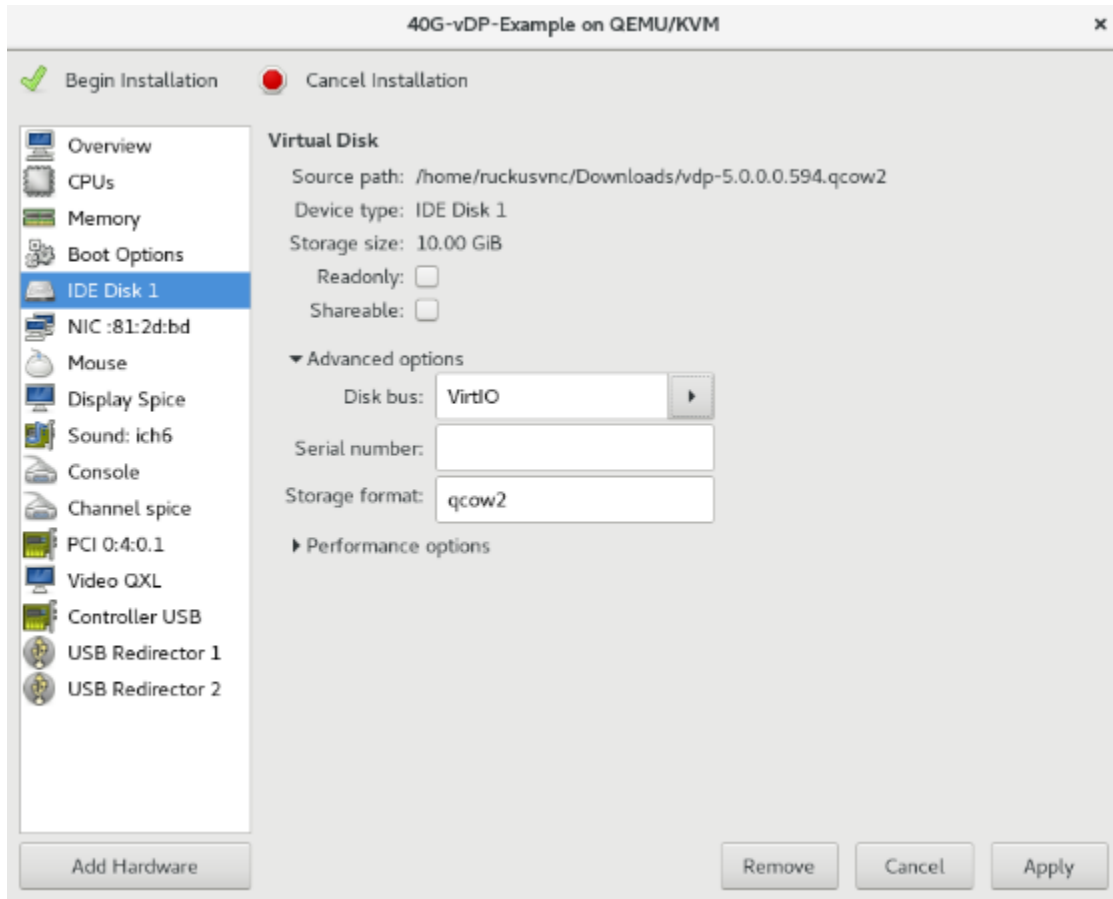 40G-vDP-Example on QEMU/KVM
Begin Installation
Cancel Installation
Overview
CPUs
Memory
Boot Options
IDE Disk 1
NIC :81:2d:bd
Mouse
Display Spice
Sound: ich6
Console
Channel spice
PCI 0:4:0.1
Video QXL
Controller USB
USB Redirector 1
USB Redirector 2
Add Hardware
Virtual Disk
Source path: /home/ruckusvnc/Downloads/vdp-5.0.0.0.594.qcow2
Device type: IDE Disk 1
Storage size: 10.00 GiB
Readonly:
Shareable:
Advanced options
Disk bus: VirtIO
Serial number:
Storage format: qcow2
Performance options
Remove
Cancel
Apply